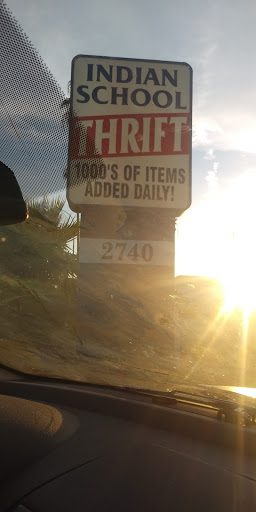 INDIAN
SCHOOL
THRIFT
1000'S OF ITEMS
ADDED DAILY!
2740